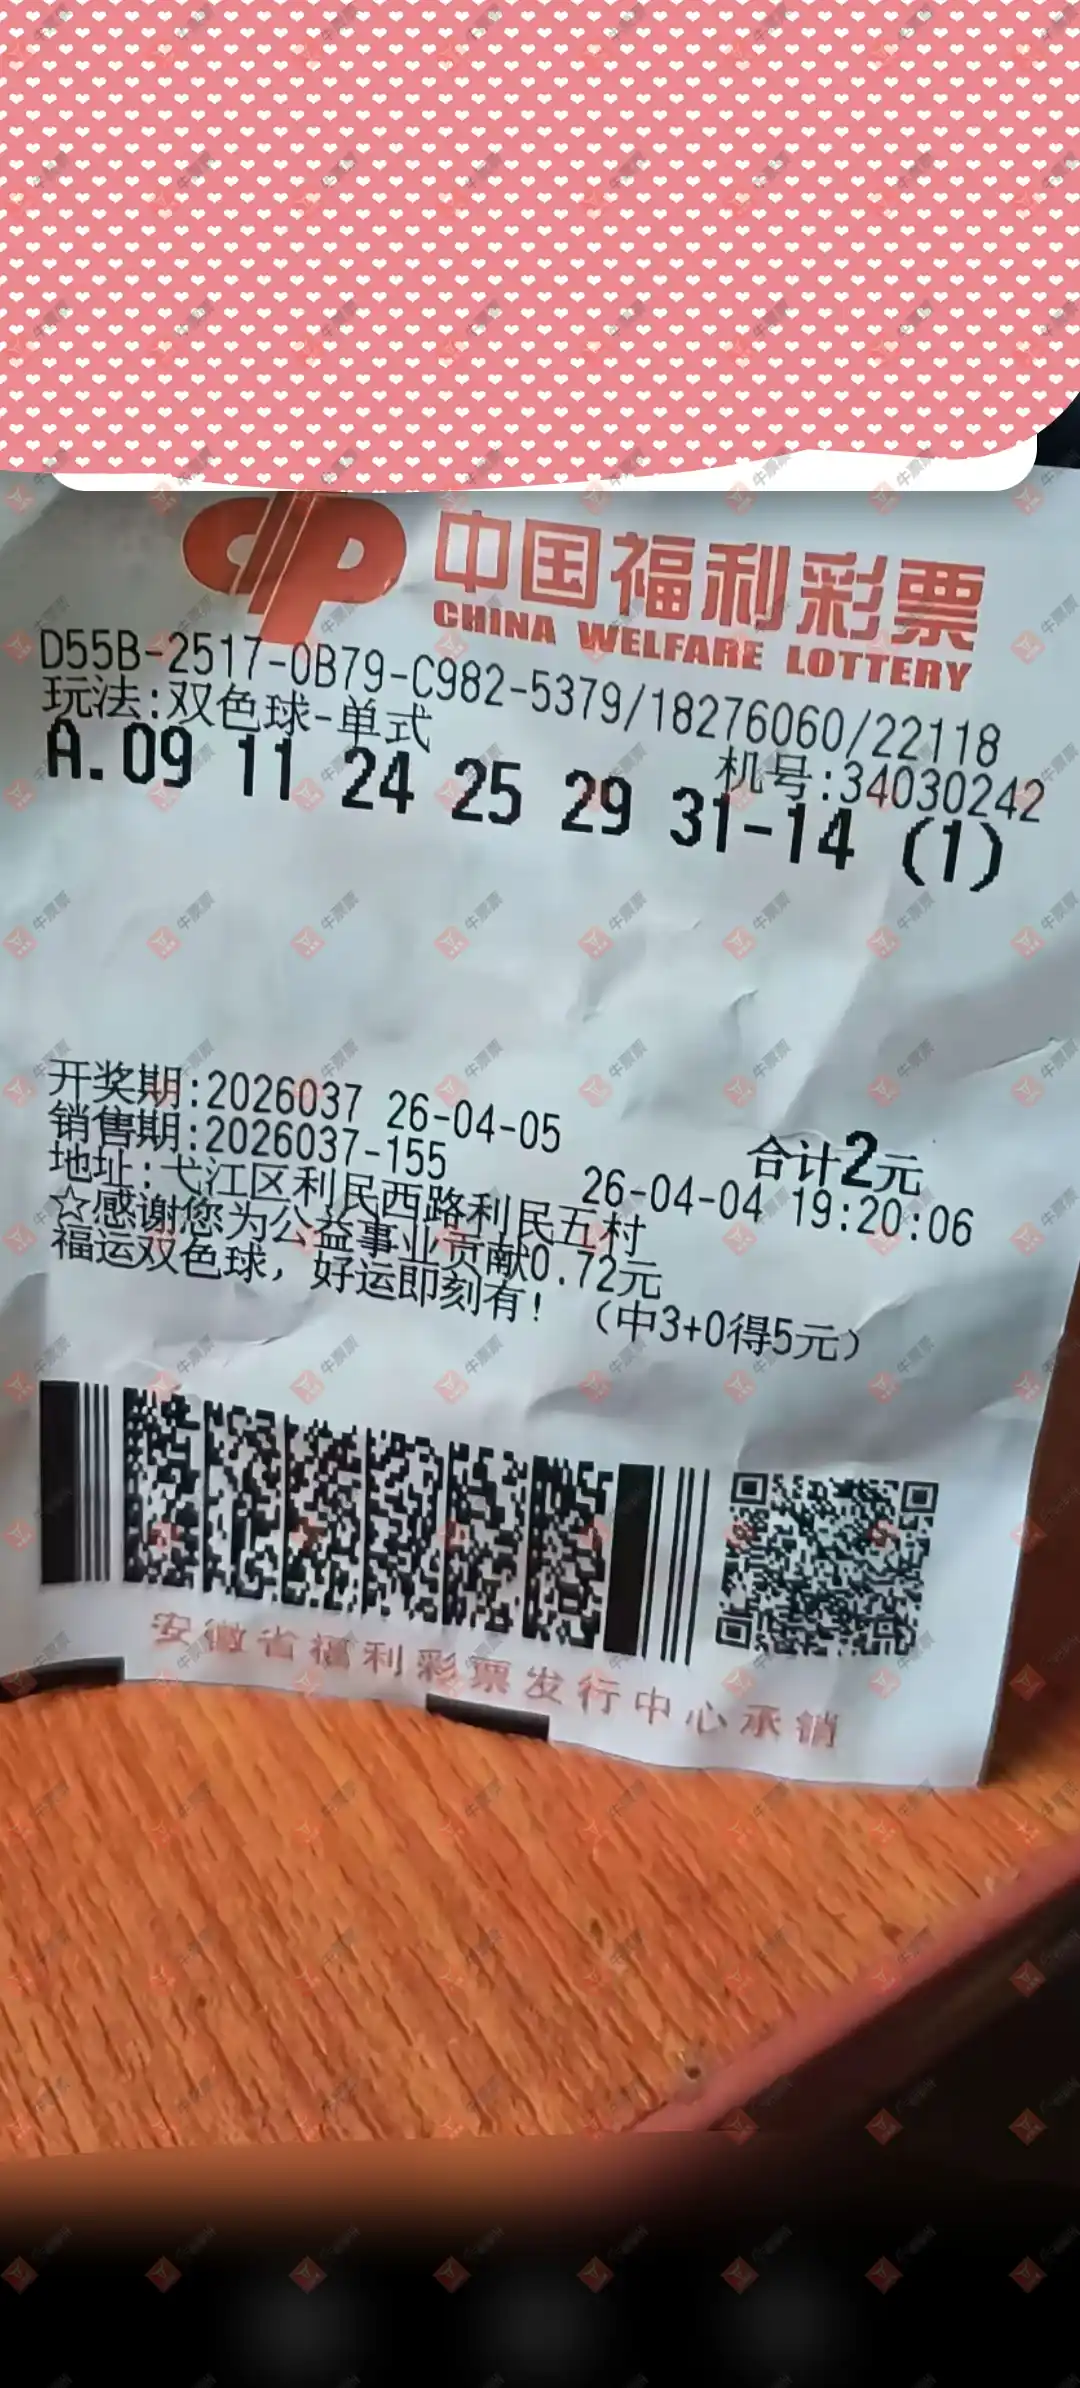 中国福利彩票
CHINA WELFARE LOTTERY
D55B-2517-0B79-C982-5379/18276060/22118
玩法:双色球-单式
机号:34030242
A.09 11 24 25 29 31-14 (1)
开奖期:2026037 26-04-05
合计2元
销售期:2026037-155
26-04-04 19:20:06
地址:弋江区利民西路利民五村
☆感谢您为公益事业贡献0.72元
福运双色球，好运即刻有! （中3+0得5元）
安徽省福利彩票发行中心承销
牛票票